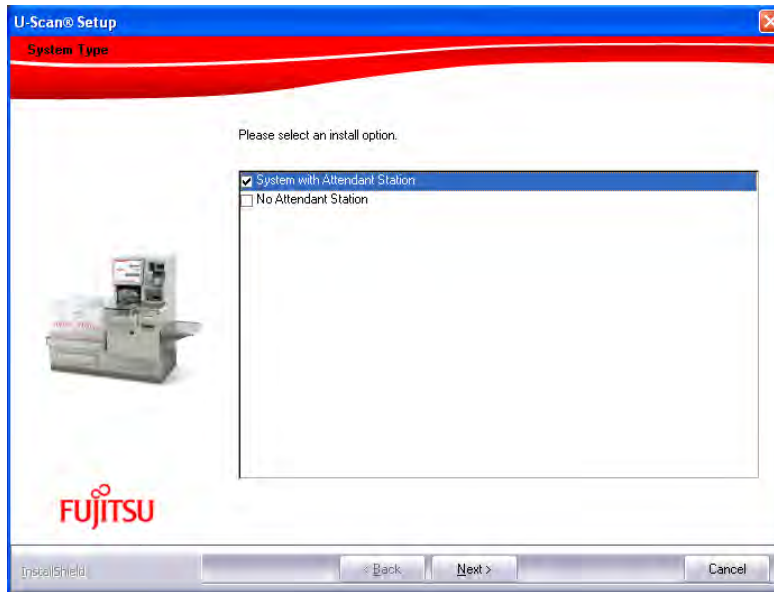 U-Scan® Setup
System Type
Please select an install option.
System with Attendant Station
No Attendant Station
FUJITSU
InstallShield
< Back
Next >
Cancel